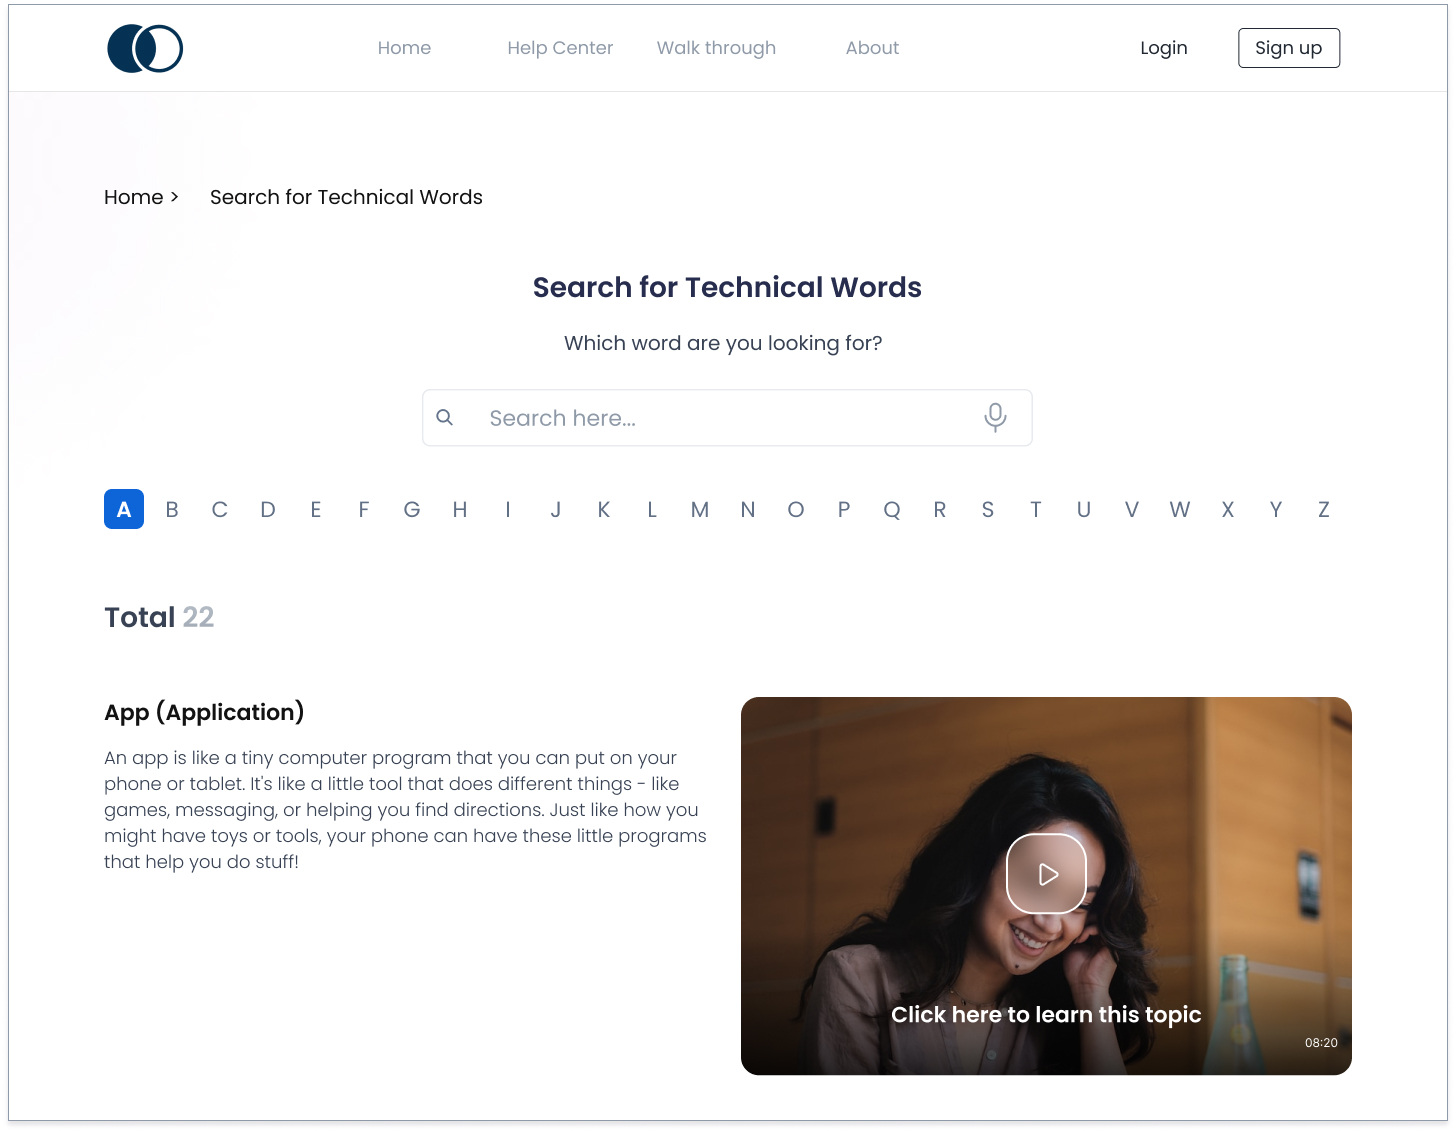 Home Help Center Walk through About Login Sign up
Home > Search for Technical Words
Search for Technical Words
Which word are you looking for?
Search here...
A B C D E F G H I J K L M N O P Q R S T U V W X Y Z
Total 22
App (Application)
An app is like a tiny computer program that you can put on your
phone or tablet. It's like a little tool that does different things - like
games, messaging, or helping you find directions. Just like how you
might have toys or tools, your phone can have these little programs
that help you do stuff!
Click here to learn this topic
08:20